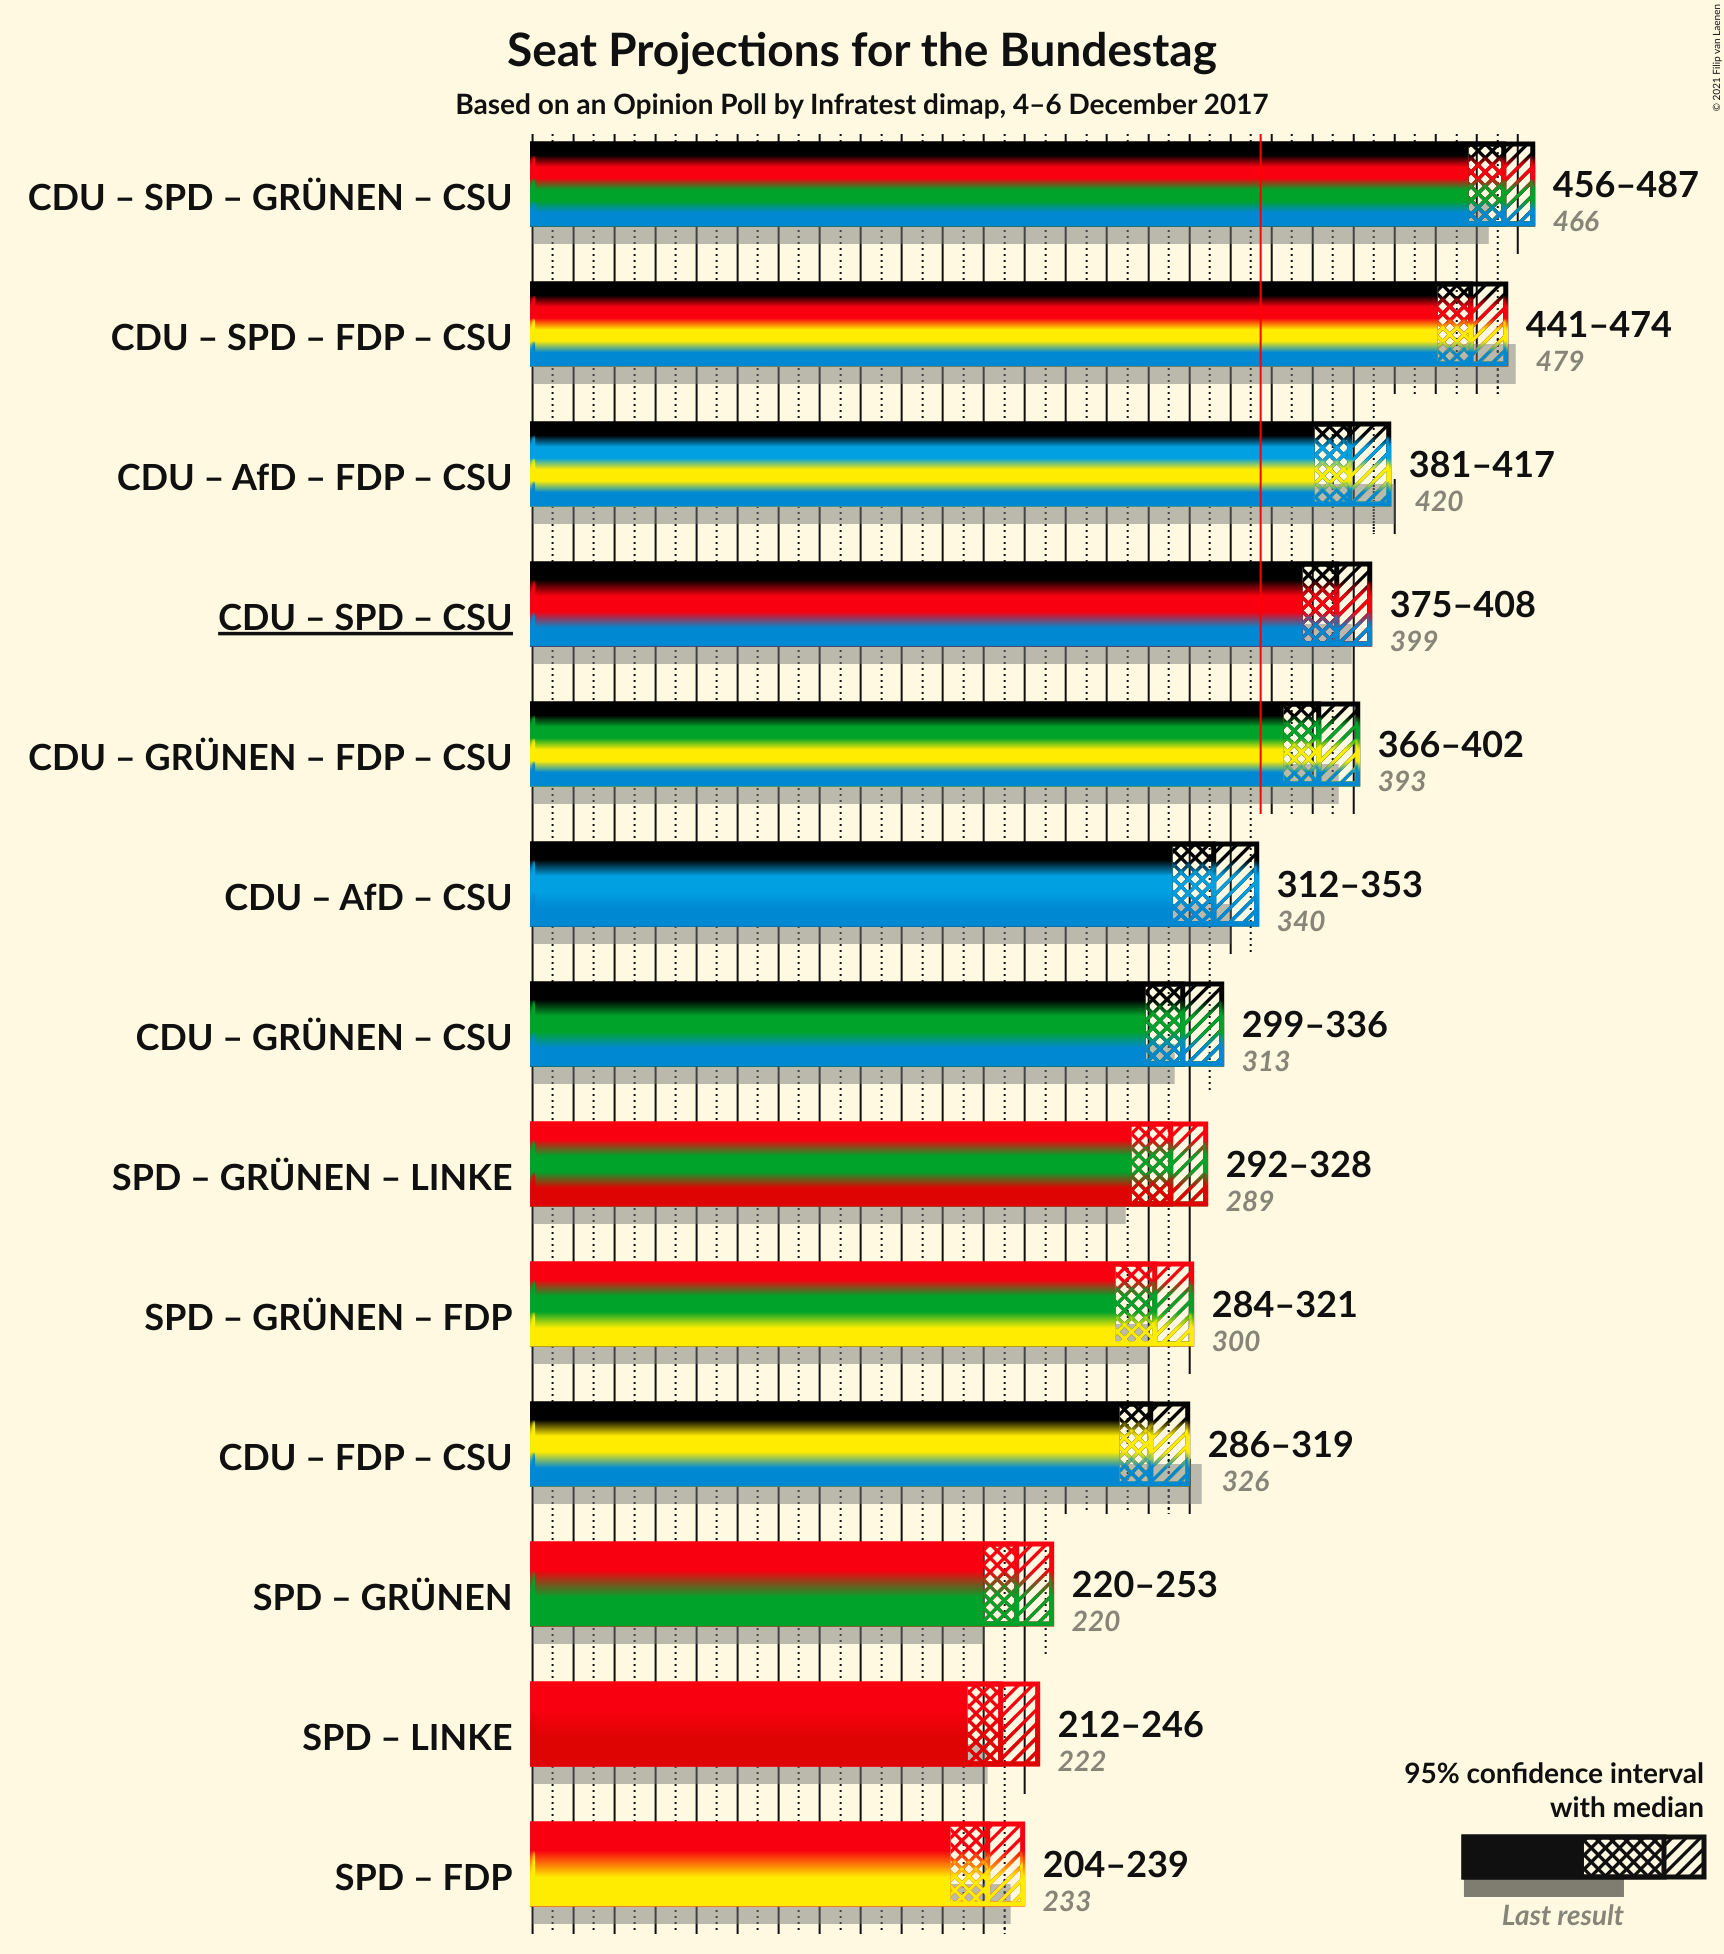 Seat Projections for the Bundestag
Based on an Opinion Poll by Infratest dimap, 4–6 December 2017
© 2021 Filip van Laenen
CDU – SPD – GRÜNEN – CSU
456–487
466
CDU – SPD – FDP – CSU
441–474
479
CDU – AfD – FDP – CSU
381–417
420
CDU – SPD – CSU
375–408
399
CDU – GRÜNEN – FDP – CSU
366–402
393
CDU – AfD – CSU
312–353
340
CDU – GRÜNEN – CSU
299–336
313
SPD – GRÜNEN – LINKE
292–328
289
SPD – GRÜNEN – FDP
284–321
300
CDU – FDP – CSU
286–319
326
SPD – GRÜNEN
220–253
220
SPD – LINKE
212–246
222
SPD – FDP
204–239
233
95% confidence interval
with median
Last result